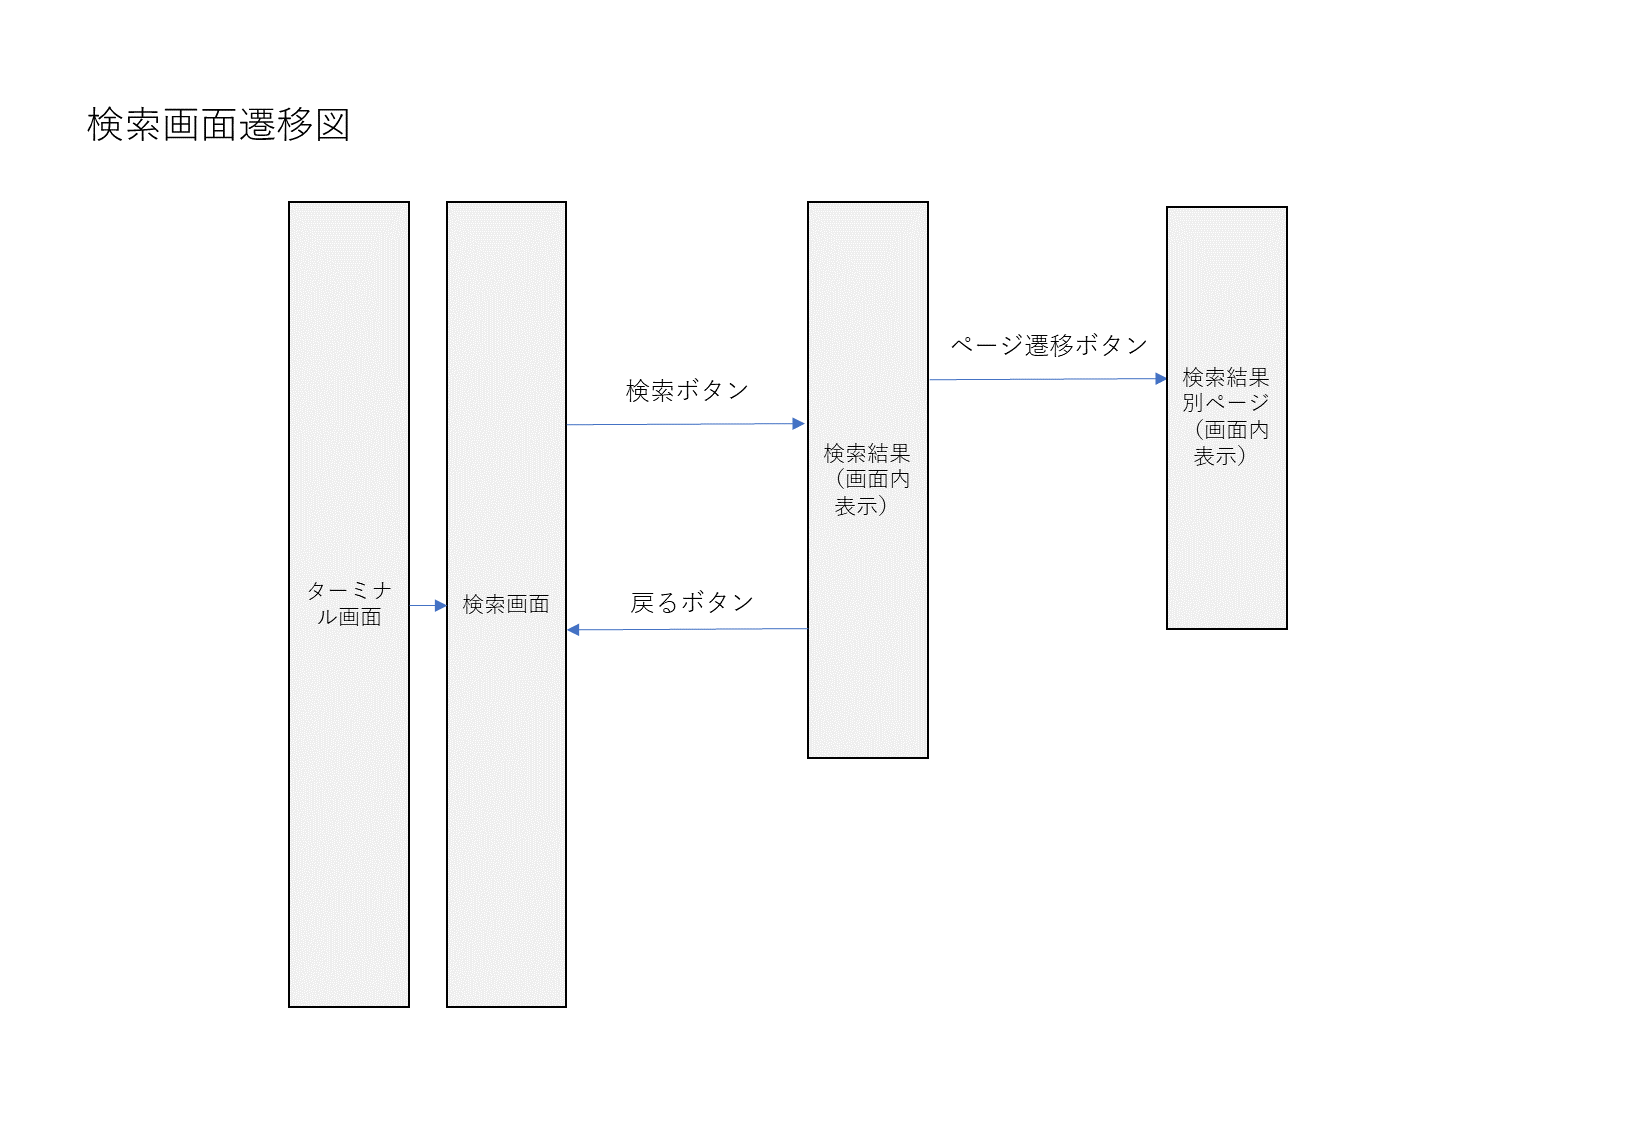 検索画面遷移図
ターミナ
ル画面
検索画面
検索ボタン
戻るボタン
検索結果
（画面内
表示）
ページ遷移ボタン
検索結果
別ページ
（画面内
表示）